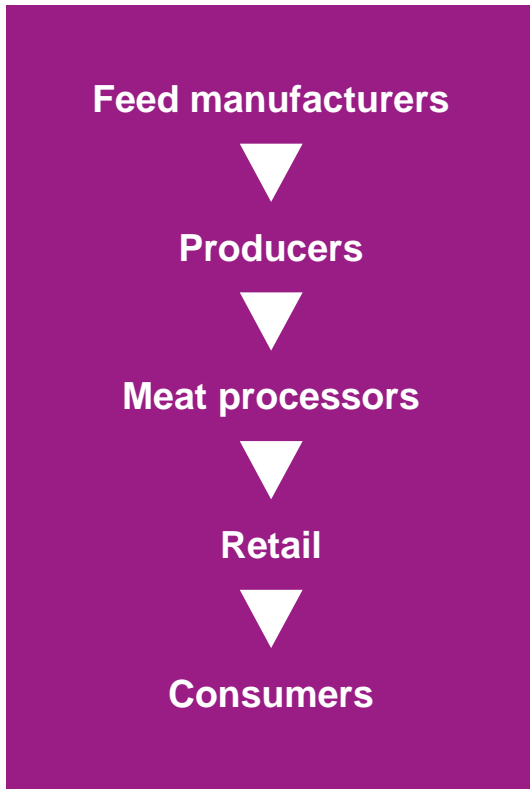 Feed manufacturers
Producers
Meat processors
Retail
Consumers